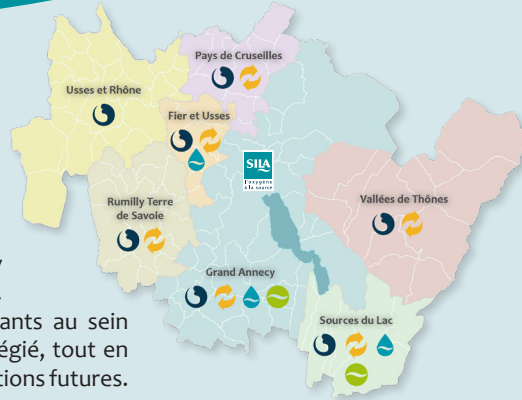 Pays de Cruseilles
Usses et Rhône
Fier et Usses
SILA
l'oxygène
à la source
Rumilly Terre
de Savoie
Vallées de Thônes
Grand Annecy
Sources du Lac
ants au sein
égié, tout en
tions futures.